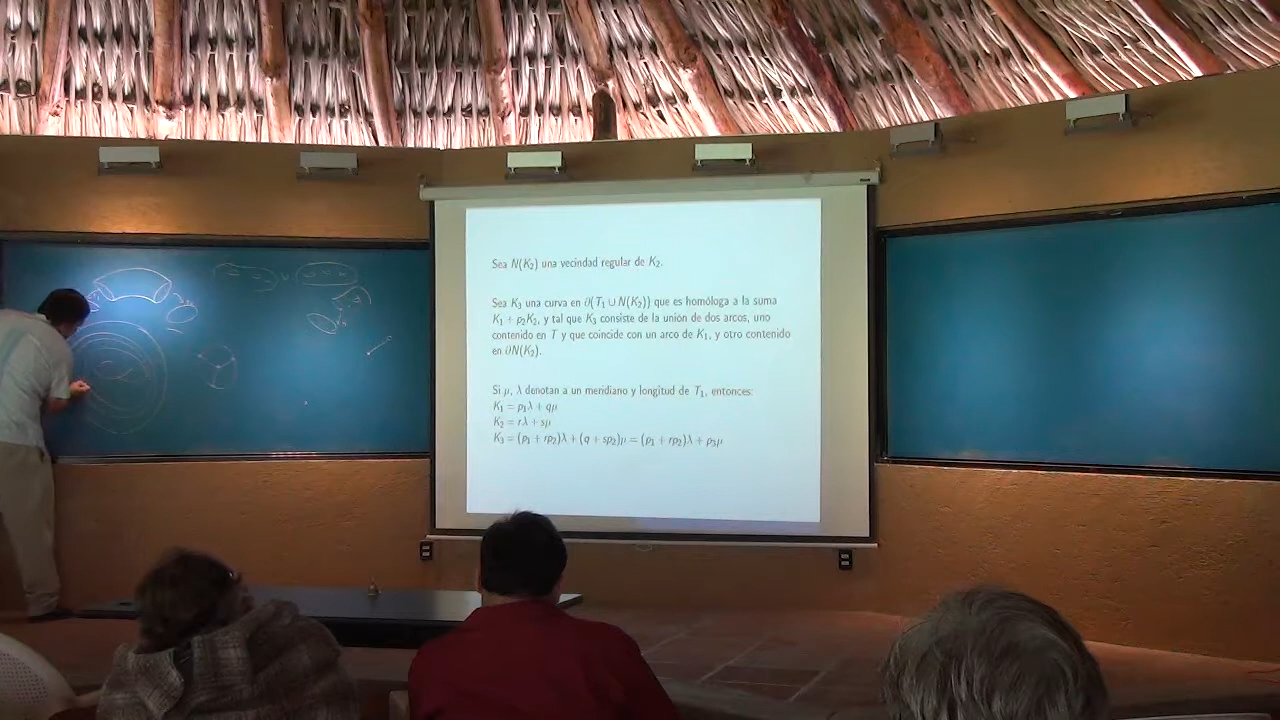 Sea N(K₂) una vecindad regular de K₂.
Sea K₃ una curva en ∂(T₁ ∪ N(K₂)) que es homóloga a la suma
K₁ + p₂K₂, y tal que K₃ consiste de la unión de dos arcos, uno
contenido en T y que coincide con un arco de K₁, y otro contenido
en ∂N(K₂).
Si μ, λ denotan a un meridiano y longitud de T₁, entonces:
K₁ = p₁λ + qμ
K₂ = rλ + sμ
K₃ = (p₁ + rp₂)λ + (q + sp₂)μ = (p₁ + rp₂)λ + p₃μ